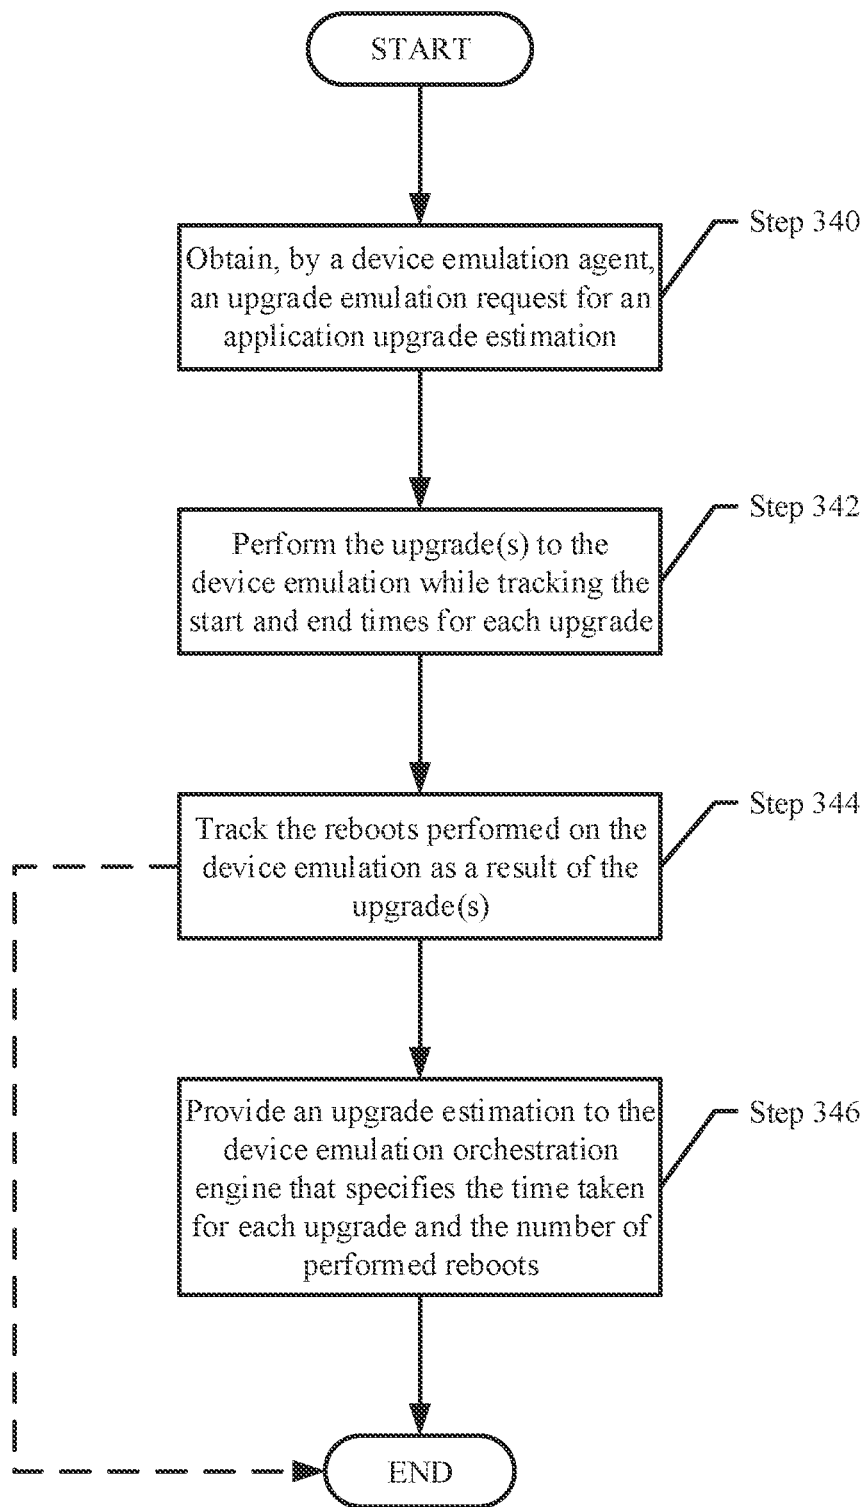 START
Step 340
Obtain, by a device emulation agent,
an upgrade emulation request for an
application upgrade estimation
Step 342
Perform the upgrade(s) to the
device emulation while tracking the
start and end times for each upgrade
Step 344
Track the reboots performed on the
device emulation as a result of the
upgrade(s)
Step 346
Provide an upgrade estimation to the
device emulation orchestration
engine that specifies the time taken
for each upgrade and the number of
performed reboots
END